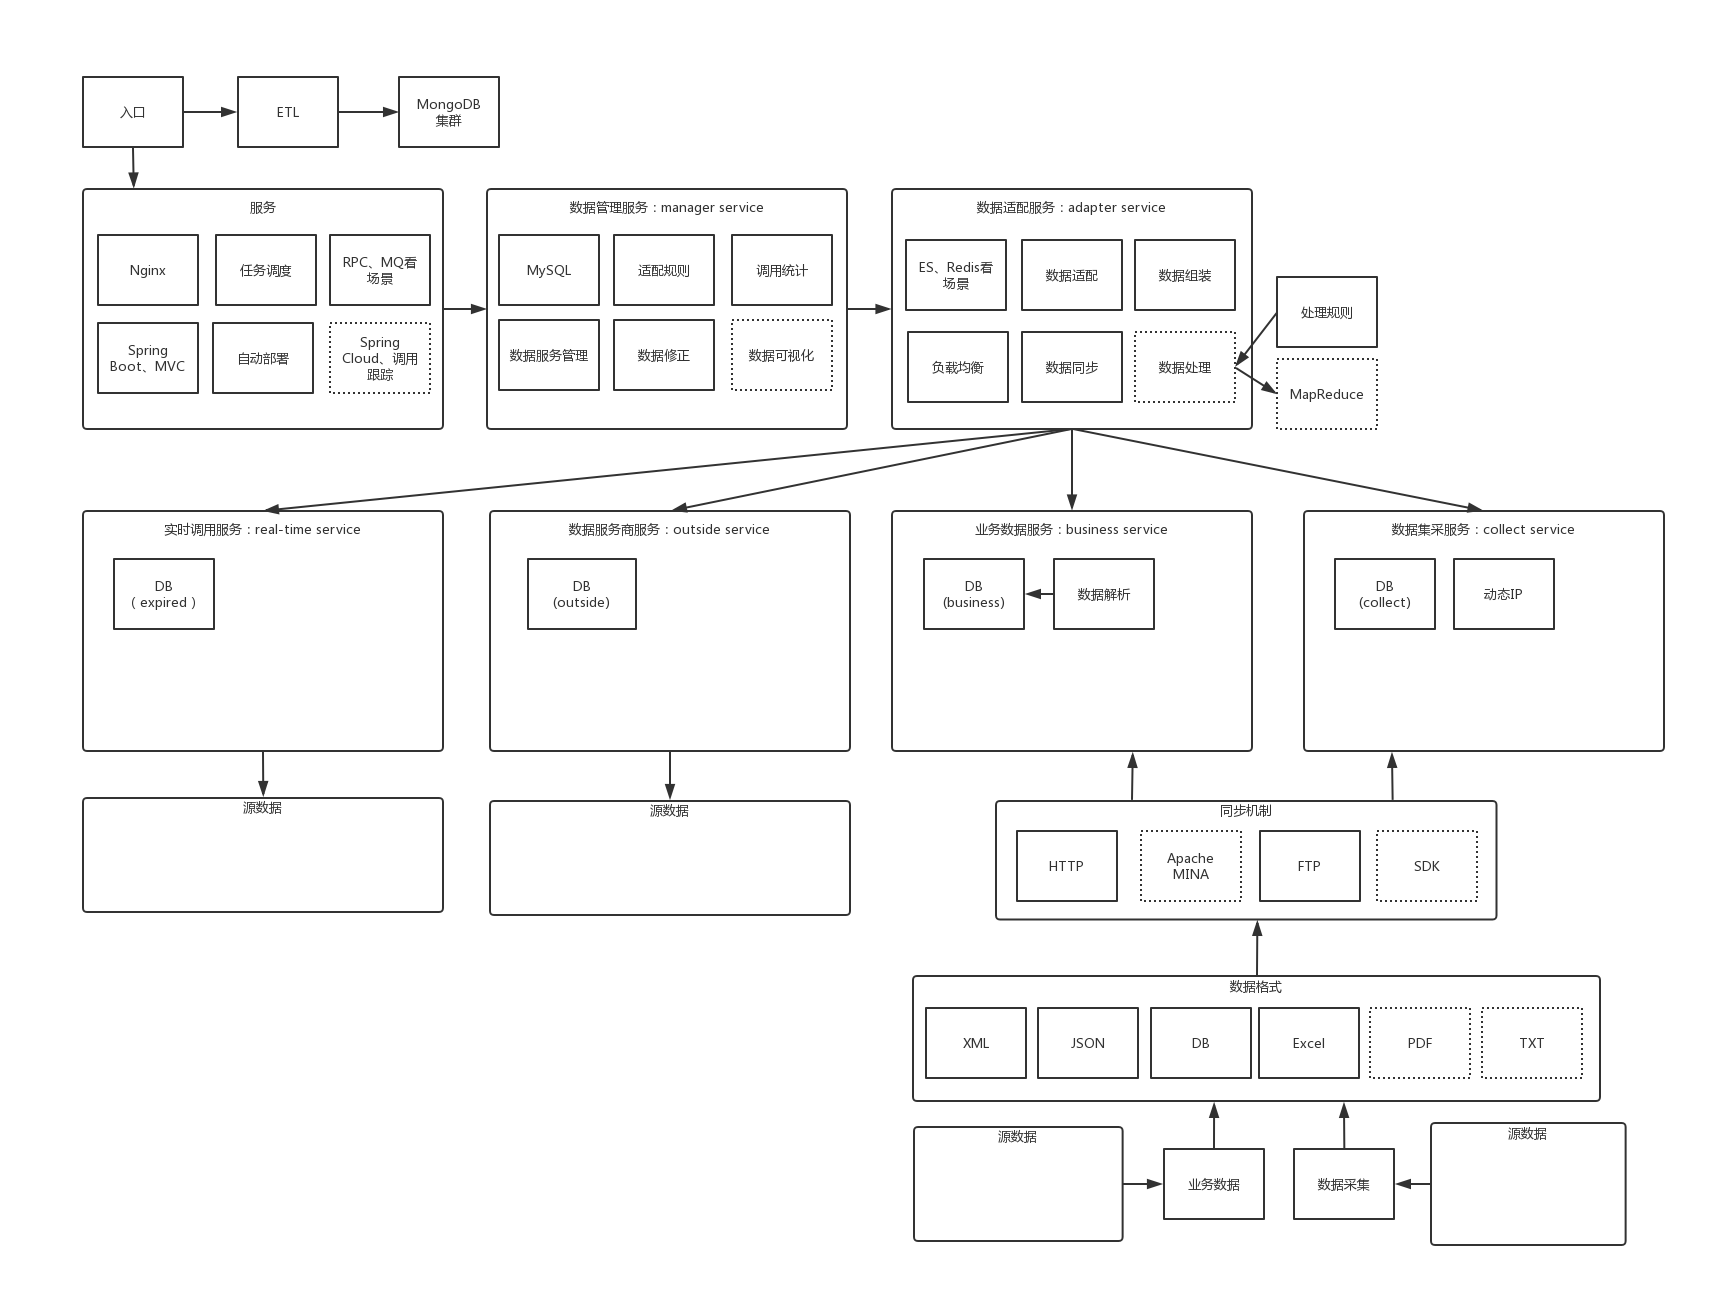 入口
ETL
MongoDB
集群
服务
Nginx
任务调度
RPC、MQ看
场景
Spring
Boot、MVC
自动部署
Spring
Cloud、调用
跟踪
数据管理服务：manager service
MySQL
适配规则
调用统计
数据服务管理
数据修正
数据可视化
数据适配服务：adapter service
ES、Redis看
场景
数据适配
数据组装
负载均衡
数据同步
数据处理
处理规则
MapReduce
实时调用服务：real-time service
DB
（ expired ）
数据服务商服务：outside service
DB
(outside)
业务数据服务：business service
DB
(business)
数据解析
数据集采服务：collect service
DB
(collect)
动态IP
源数据
源数据
同步机制
HTTP
Apache
MINA
FTP
SDK
数据格式
XML
JSON
DB
Excel
PDF
TXT
源数据
业务数据
数据采集
源数据